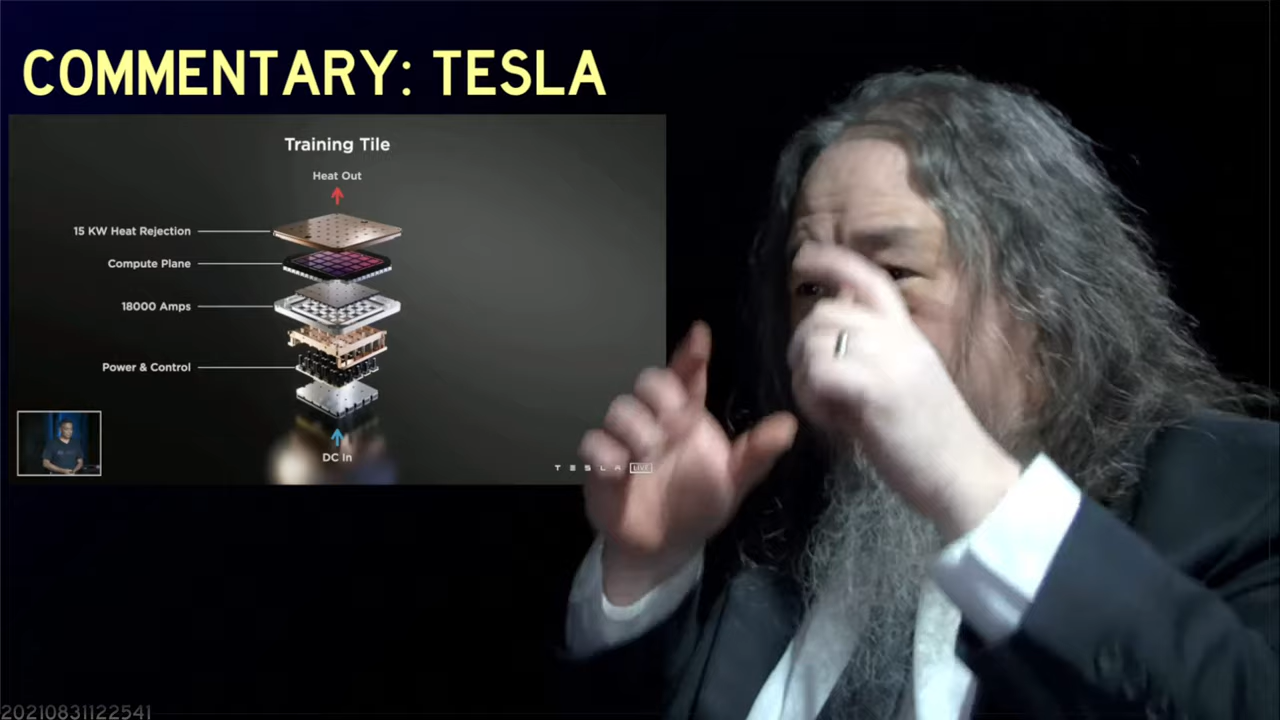 COMMENTARY: TESLA
Training Tile
Heat Out
15 KW Heat Rejection
Compute Plane
18000 Amps
Power & Control
DC In
TESLA LIVE
20210831122541